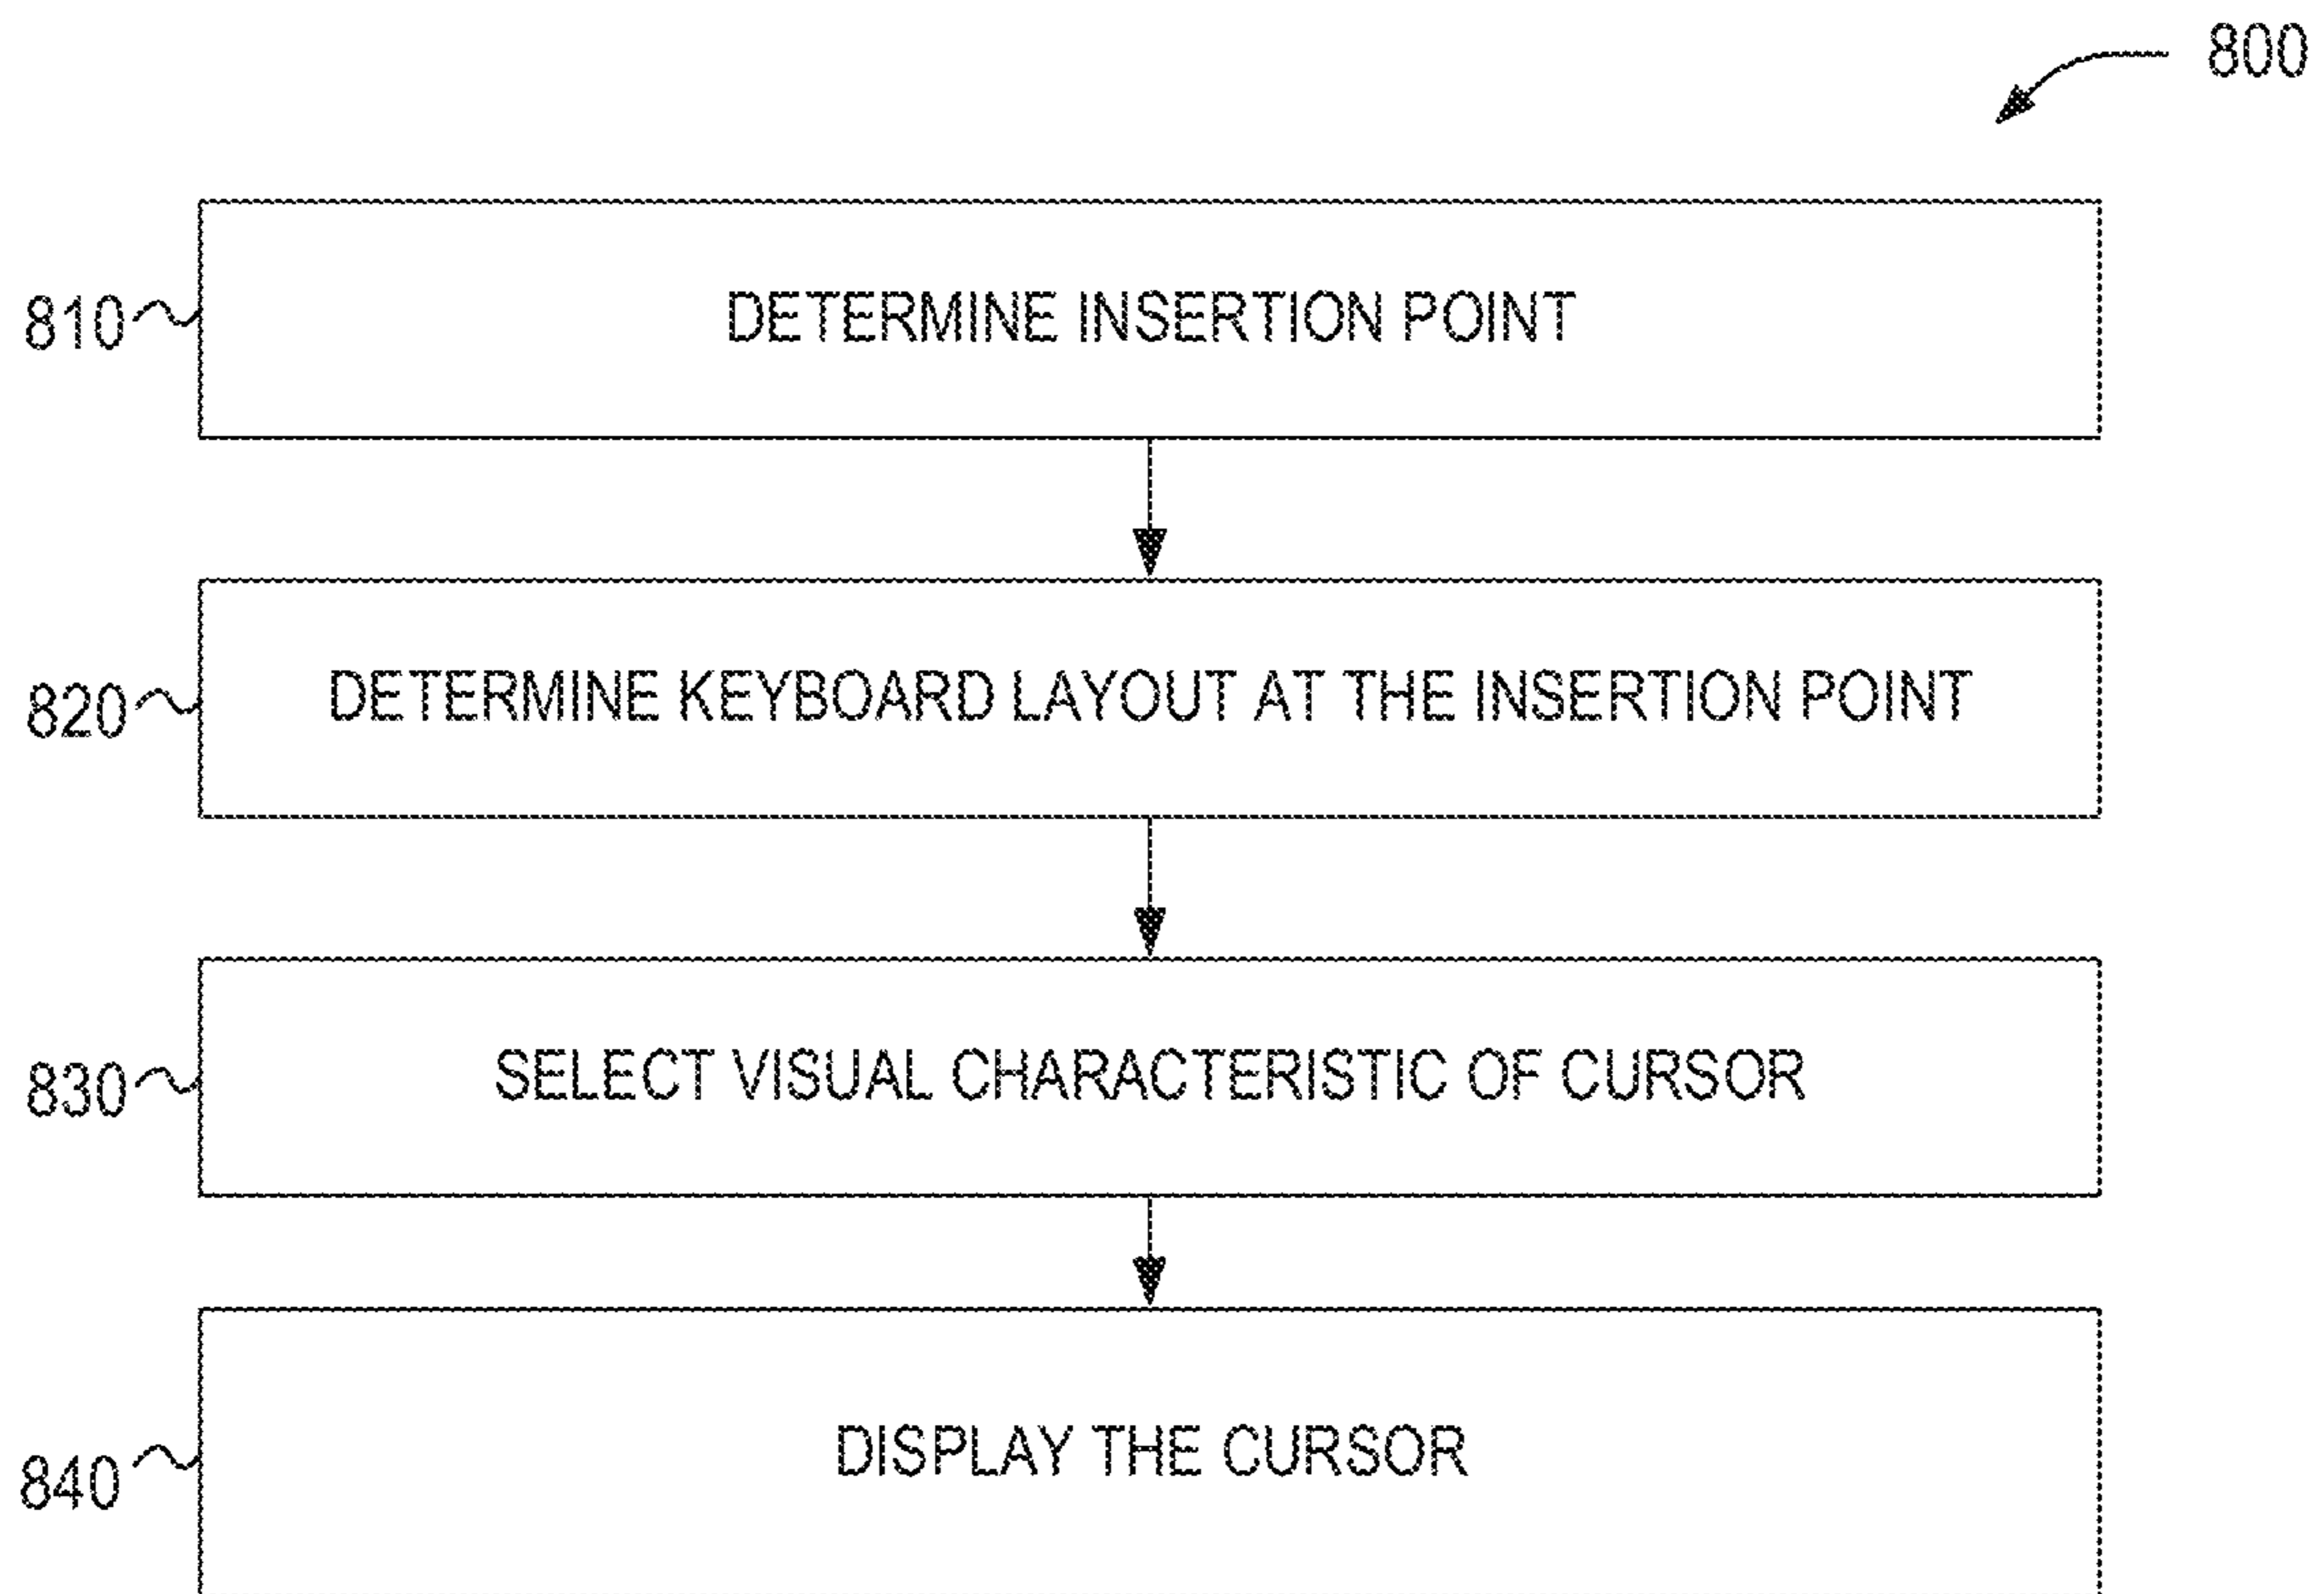 800
810
DETERMINE INSERTION POINT
820
DETERMINE KEYBOARD LAYOUT AT THE INSERTION POINT
830
SELECT VISUAL CHARACTERISTIC OF CURSOR
840
DISPLAY THE CURSOR